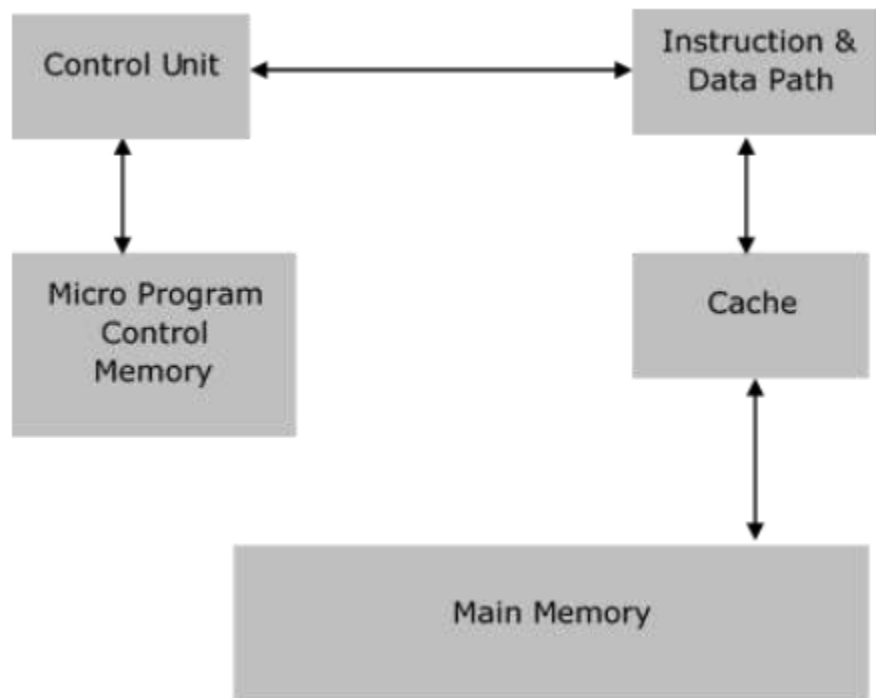 Control Unit
Instruction &
Data Path
Micro Program
Control
Memory
Cache
Main Memory